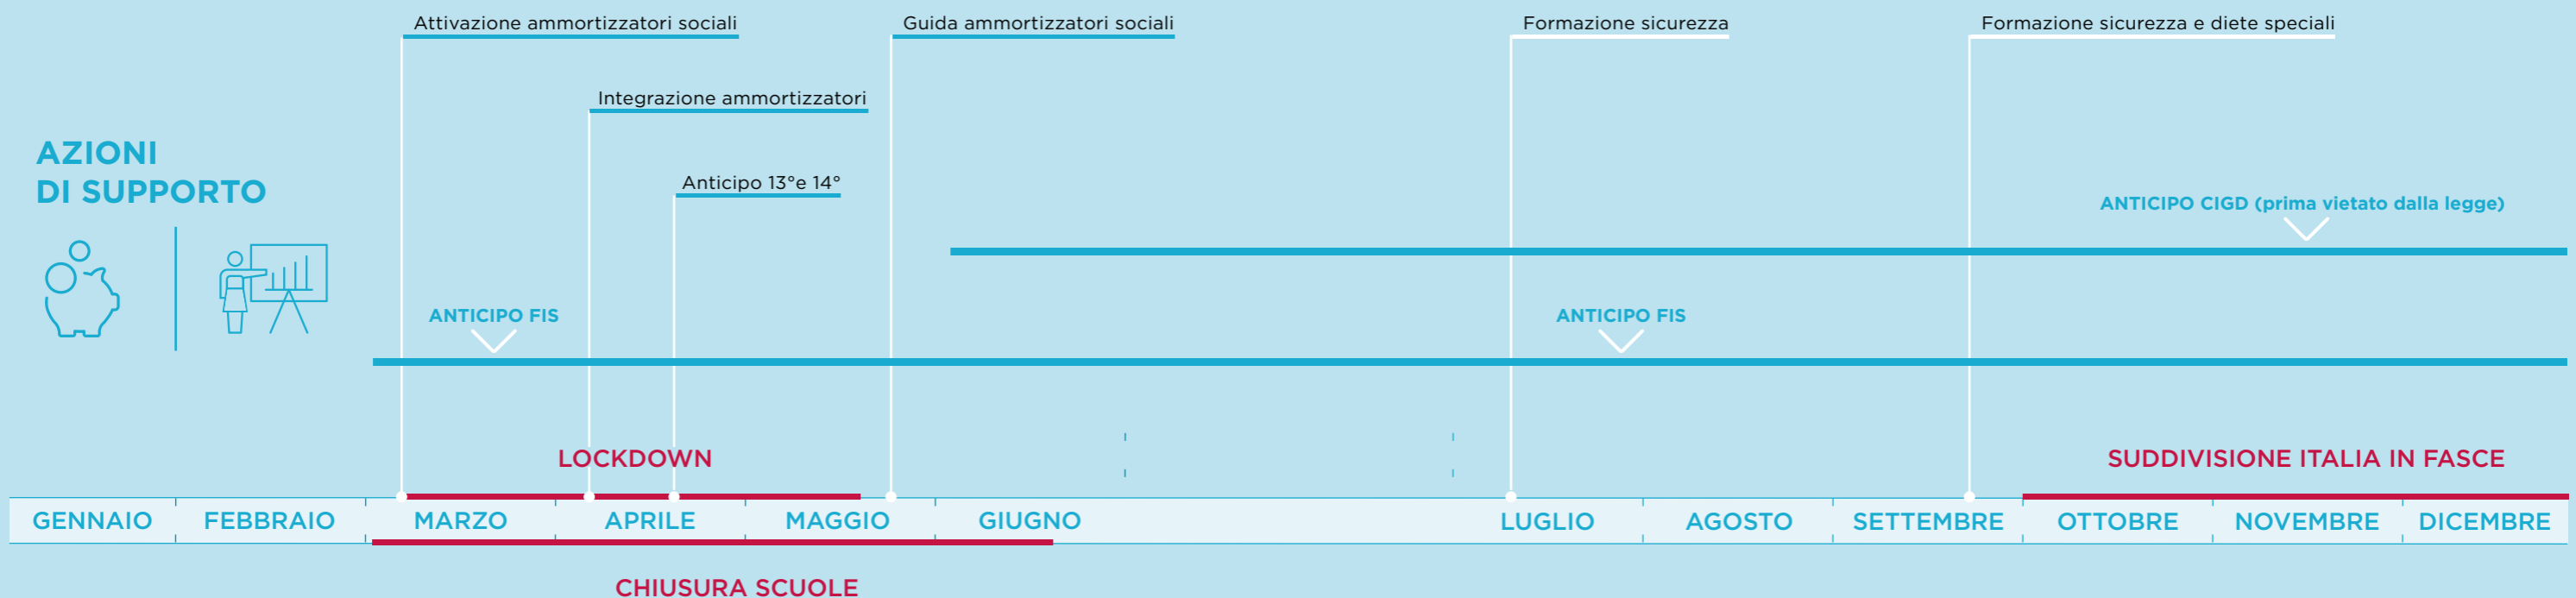 Attivazione ammortizzatori sociali
Guida ammortizzatori sociali
Formazione sicurezza
Formazione sicurezza e diete speciali
Integrazione ammortizzatori
AZIONI
DI SUPPORTO
Anticipo 13°e 14°
ANTICIPO CIGD (prima vietato dalla legge)
ANTICIPO FIS
ANTICIPO FIS
LOCKDOWN
SUDDIVISIONE ITALIA IN FASCE
GENNAIO
FEBBRAIO
MARZO
APRILE
MAGGIO
GIUGNO
LUGLIO
AGOSTO
SETTEMBRE
OTTOBRE
NOVEMBRE
DICEMBRE
CHIUSURA SCUOLE